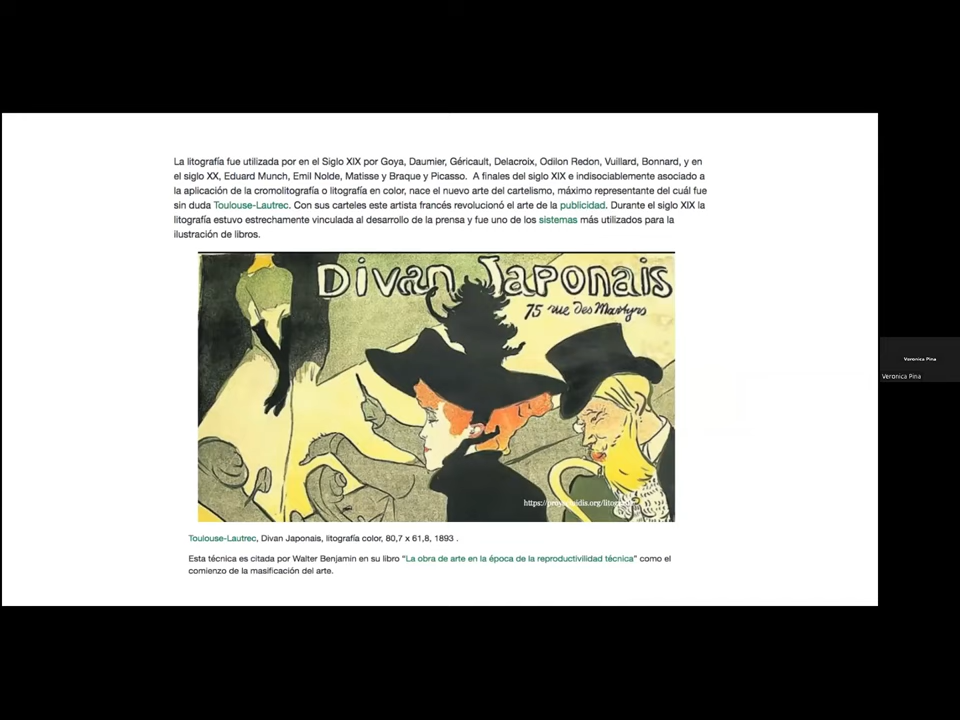 La litografía fue utilizada por en el Siglo XIX por Goya, Daumier, Géricault, Delacroix, Odilon Redon, Vuillard, Bonnard, y en
el siglo XX, Eduard Munch, Emil Nolde, Matisse y Braque y Picasso. A finales del siglo XIX e indisociablemente asociado a
la aplicación de la cromolitografía o litografía en color, nace el nuevo arte del cartelismo, máximo representante del cuál fue
sin duda Toulouse-Lautrec. Con sus carteles este artista francés revolucionó el arte de la publicidad. Durante el siglo XIX la
litografía estuvo estrechamente vinculada al desarrollo de la prensa y fue uno de los sistemas más utilizados para la
ilustración de libros.
Divan Japonais
75 rue des Martyrs
Toulouse-Lautrec, Divan Japonais, litografía color, 80,7 x 61,8, 1893 .
Esta técnica es citada por Walter Benjamin en su libro “La obra de arte en la época de la reproductivilidad técnica” como el
comienzo de la masificación del arte.
Veronica Pina
Veronica Pina